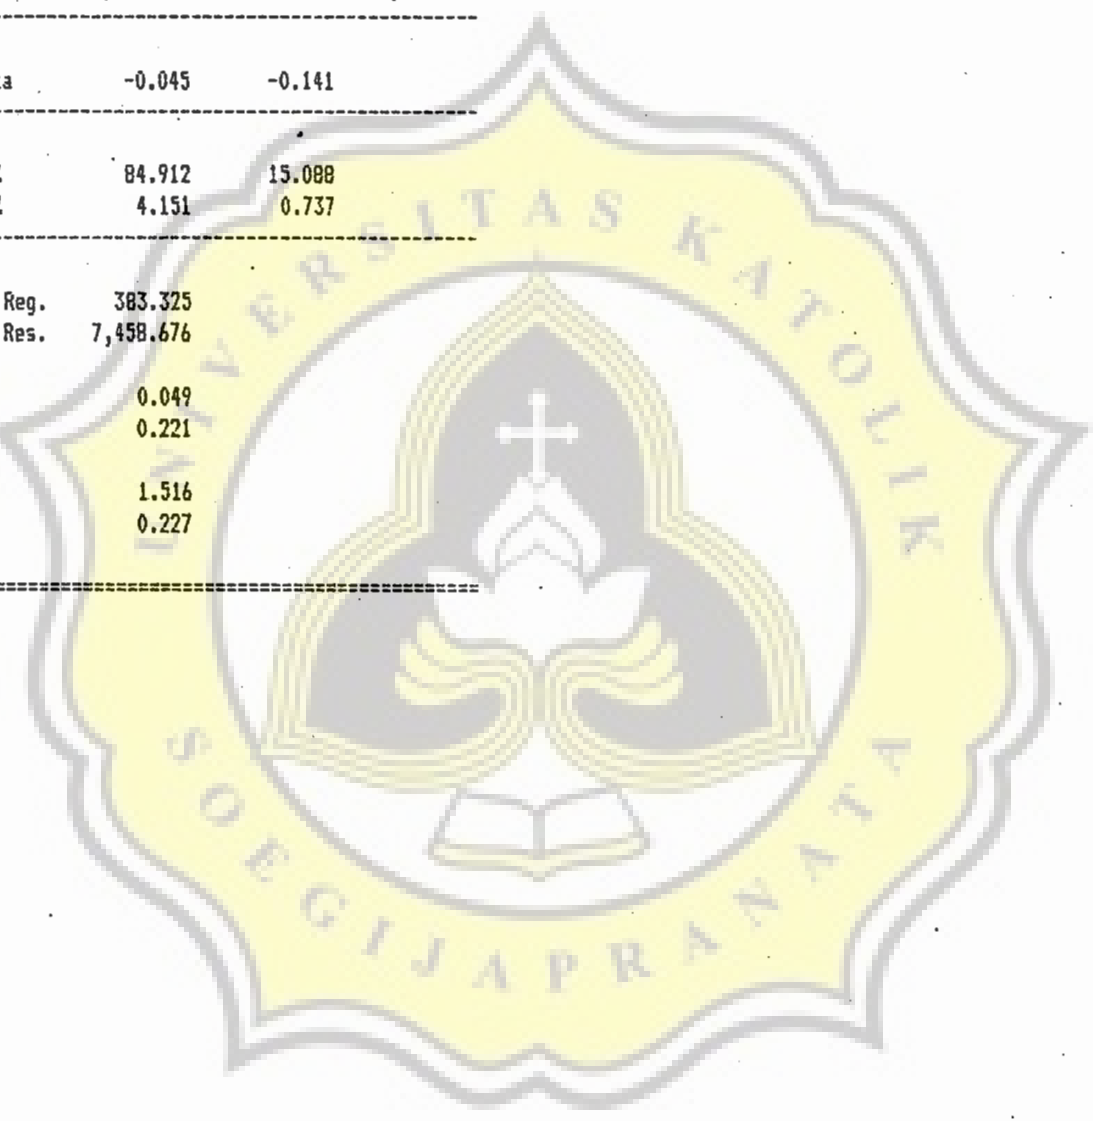 -0.045 -0.141
84.912 15.088
4.151 0.737
Reg. 383.325
Res. 7,458.676
0.049
0.221
1.516
0.227
UNIVERSITAS KATOLIK
SOEGIJAPRANATA